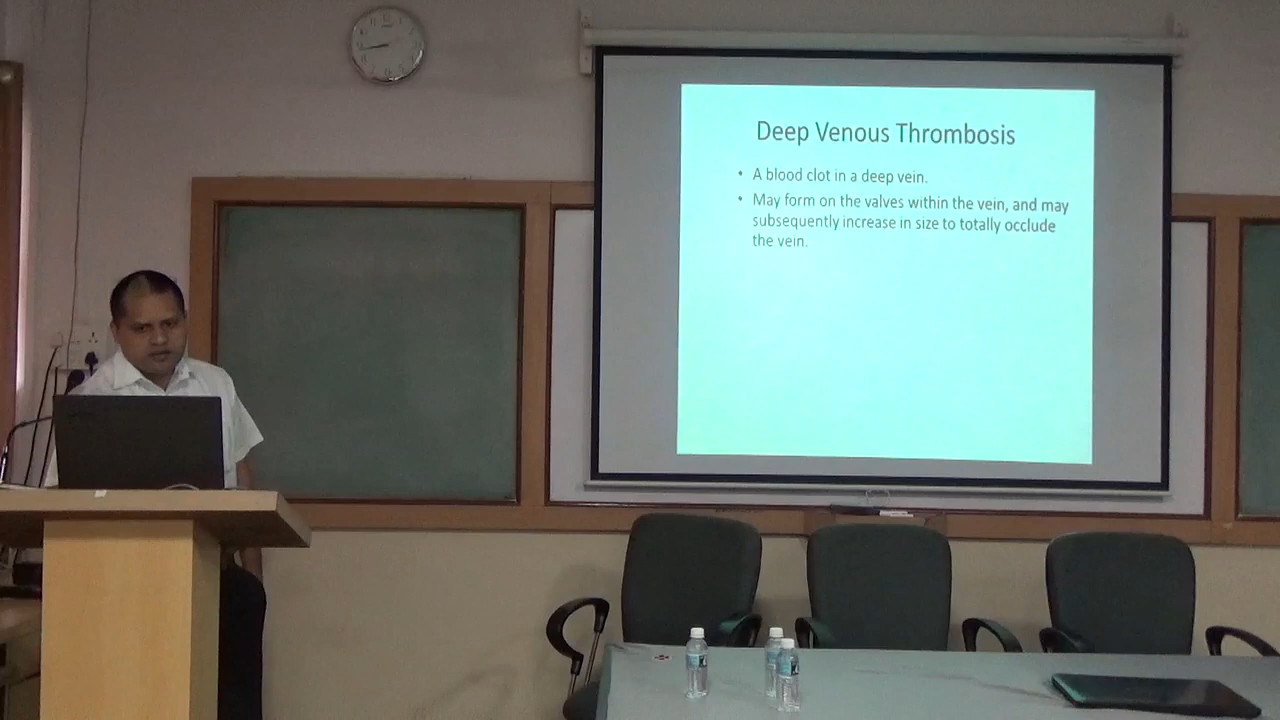 Deep Venous Thrombosis
• A blood clot in a deep vein.
• May form on the valves within the vein, and may
subsequently increase in size to totally occlude
the vein.